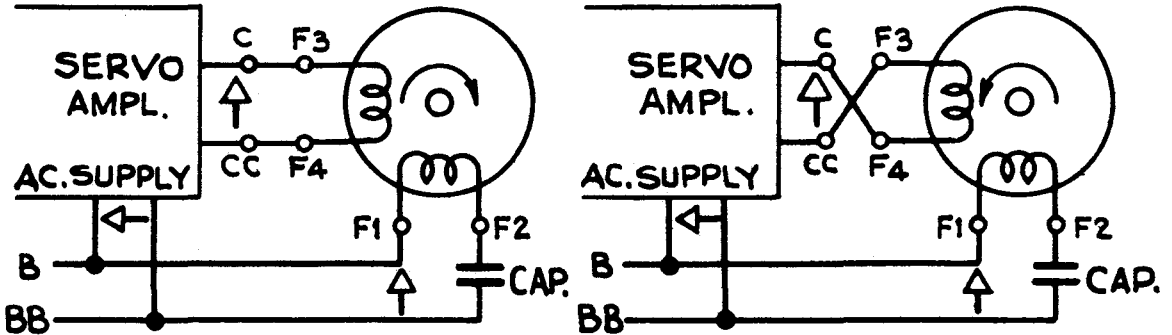 C F3
SERVO
AMPL.
CC F4
AC. SUPPLY
F1 F2
B
CAP.
BB
C F3
SERVO
AMPL.
CC F4
AC. SUPPLY
F1 F2
B
CAP.
BB